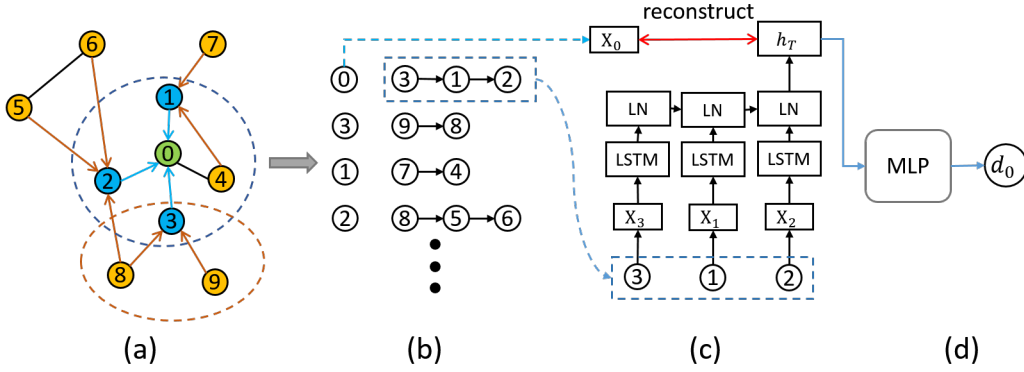 reconstruct
6
7
X₀
h_T
5
1
0
3 1 2
LN LN LN
0
3
9 8
2
4
1
7 4
LSTM LSTM LSTM
MLP
d₀
3
2
8 5 6
X₃ X₁ X₂
8
9
3 1 2
(a) (b) (c) (d)